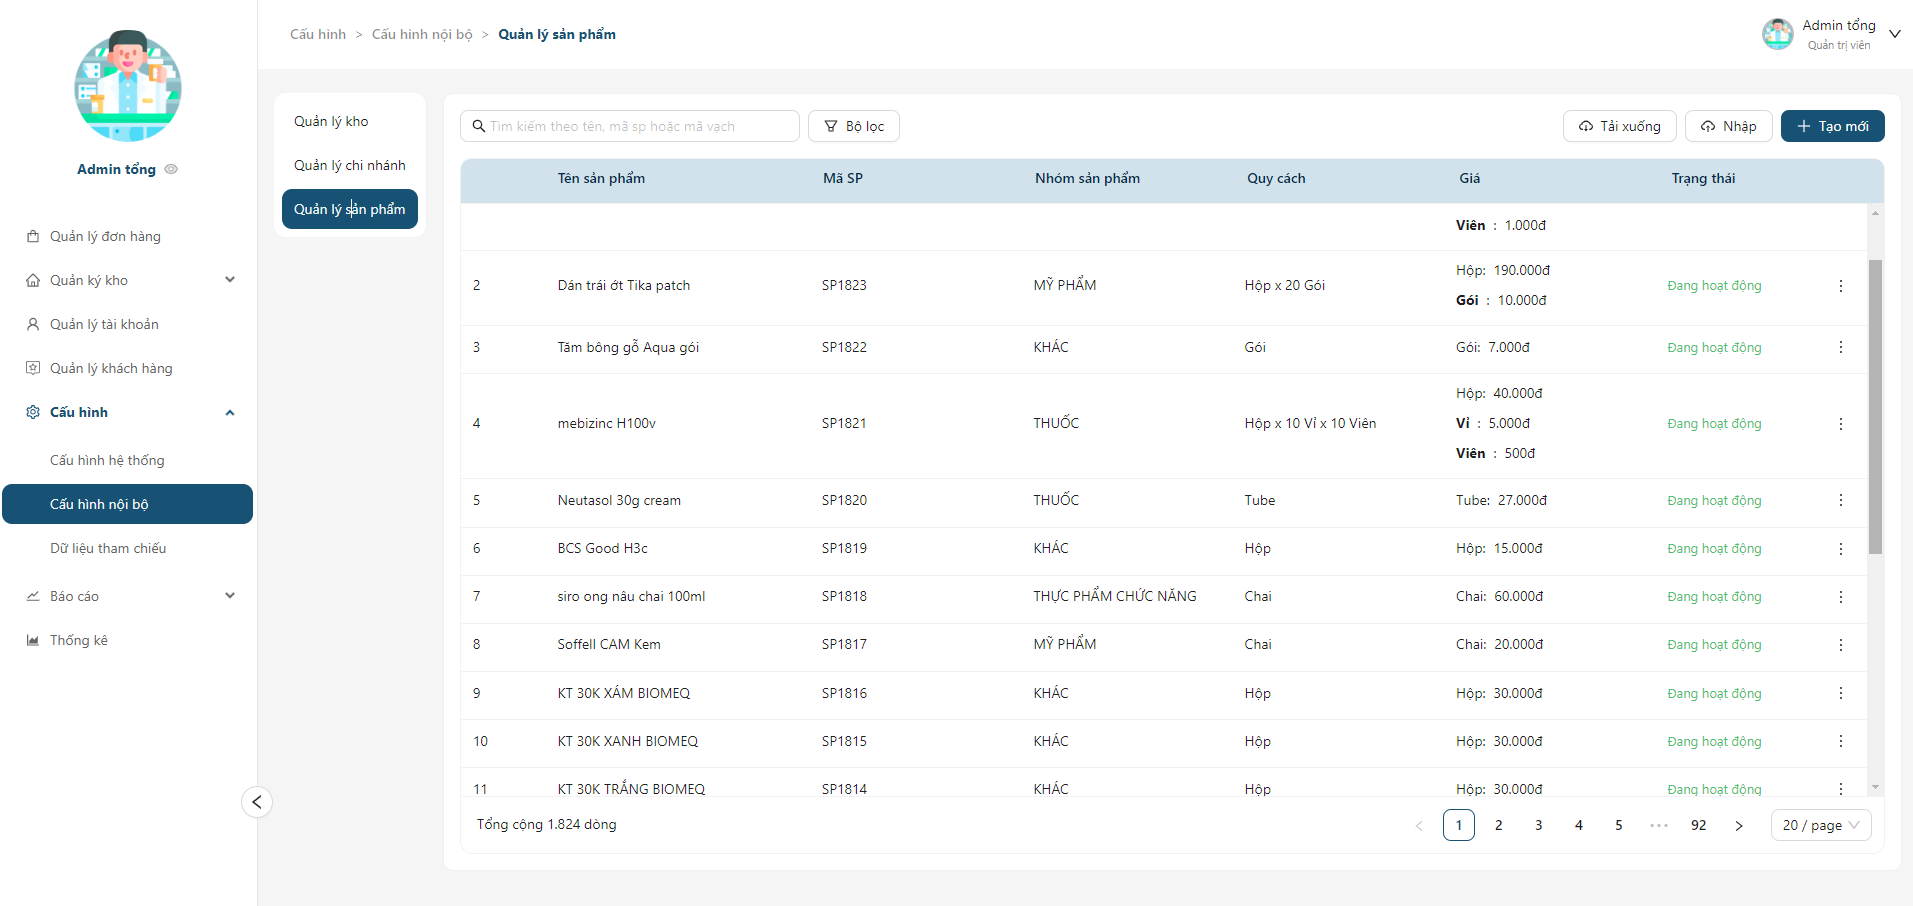 Cấu hình > Cấu hình nội bộ > Quản lý sản phẩm
Admin tổng
Quản trị viên
Admin tổng
Quản lý đơn hàng
Quản ký kho
Quản lý tài khoản
Quản lý khách hàng
Cấu hình
Cấu hình hệ thống
Cấu hình nội bộ
Dữ liệu tham chiếu
Báo cáo
Thống kê
Quản lý kho
Quản lý chi nhánh
Quản lý sản phẩm
Tìm kiếm theo tên, mã sp hoặc mã vạch
Bộ lọc
Tải xuống
Nhập
Tạo mới
Tên sản phẩm Mã SP Nhóm sản phẩm Quy cách Giá Trạng thái
Viên : 1.000đ
2 Dán trái ớt Tika patch SP1823 MỸ PHẨM Hộp x 20 Gói Hộp: 190.000đ Đang hoạt động
Gói : 10.000đ
3 Tăm bông gỗ Aqua gói SP1822 KHÁC Gói Gói: 7.000đ Đang hoạt động
Hộp: 40.000đ
4 mebizinc H100v SP1821 THUỐC Hộp x 10 Vỉ x 10 Viên Vỉ : 5.000đ Đang hoạt động
Viên : 500đ
5 Neutasol 30g cream SP1820 THUỐC Tube Tube: 27.000đ Đang hoạt động
6 BCS Good H3c SP1819 KHÁC Hộp Hộp: 15.000đ Đang hoạt động
7 siro ong nâu chai 100ml SP1818 THỰC PHẨM CHỨC NĂNG Chai Chai: 60.000đ Đang hoạt động
8 Soffell CAM Kem SP1817 MỸ PHẨM Chai Chai: 20.000đ Đang hoạt động
9 KT 30K XÁM BIOMEQ SP1816 KHÁC Hộp Hộp: 30.000đ Đang hoạt động
10 KT 30K XANH BIOMEQ SP1815 KHÁC Hộp Hộp: 30.000đ Đang hoạt động
11 KT 30K TRẮNG BIOMEQ SP1814 KHÁC Hộp Hộp: 30.000đ Đang hoạt động
Tổng cộng 1.824 dòng
< 1 2 3 4 5 ••• 92 > 20 / page